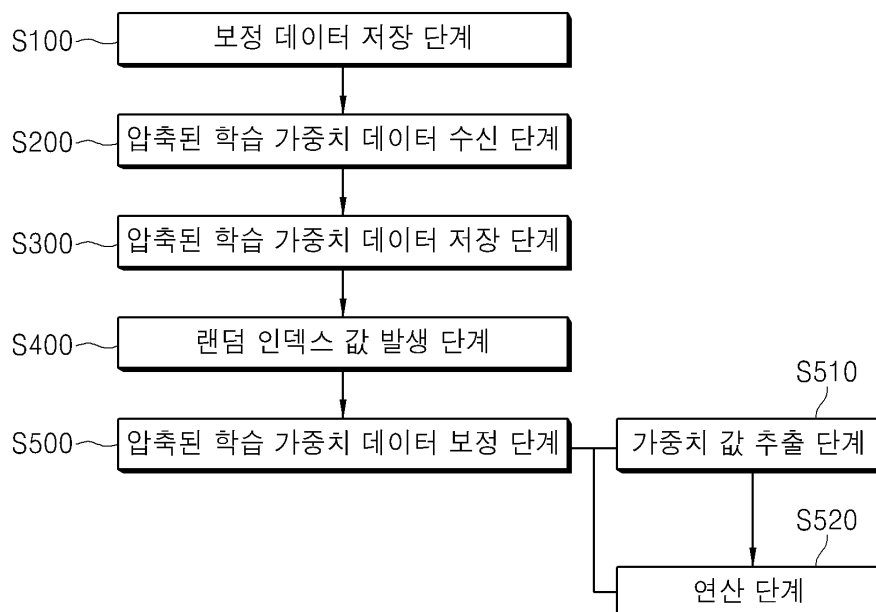 S100 보정 데이터 저장 단계
S200 압축된 학습 가중치 데이터 수신 단계
S300 압축된 학습 가중치 데이터 저장 단계
S400 랜덤 인덱스 값 발생 단계
S510
S500 압축된 학습 가중치 데이터 보정 단계 가중치 값 추출 단계
S520
연산 단계